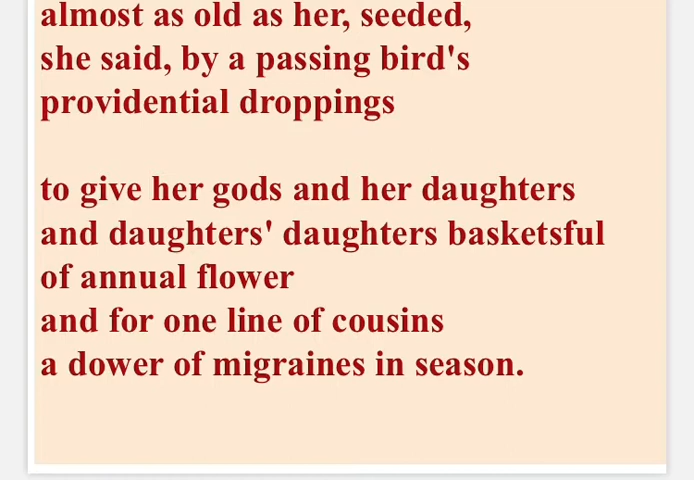 almost as old as her, seeded,
she said, by a passing bird's
providential droppings
to give her gods and her daughters
and daughters' daughters basketsful
of annual flower
and for one line of cousins
a dower of migraines in season.